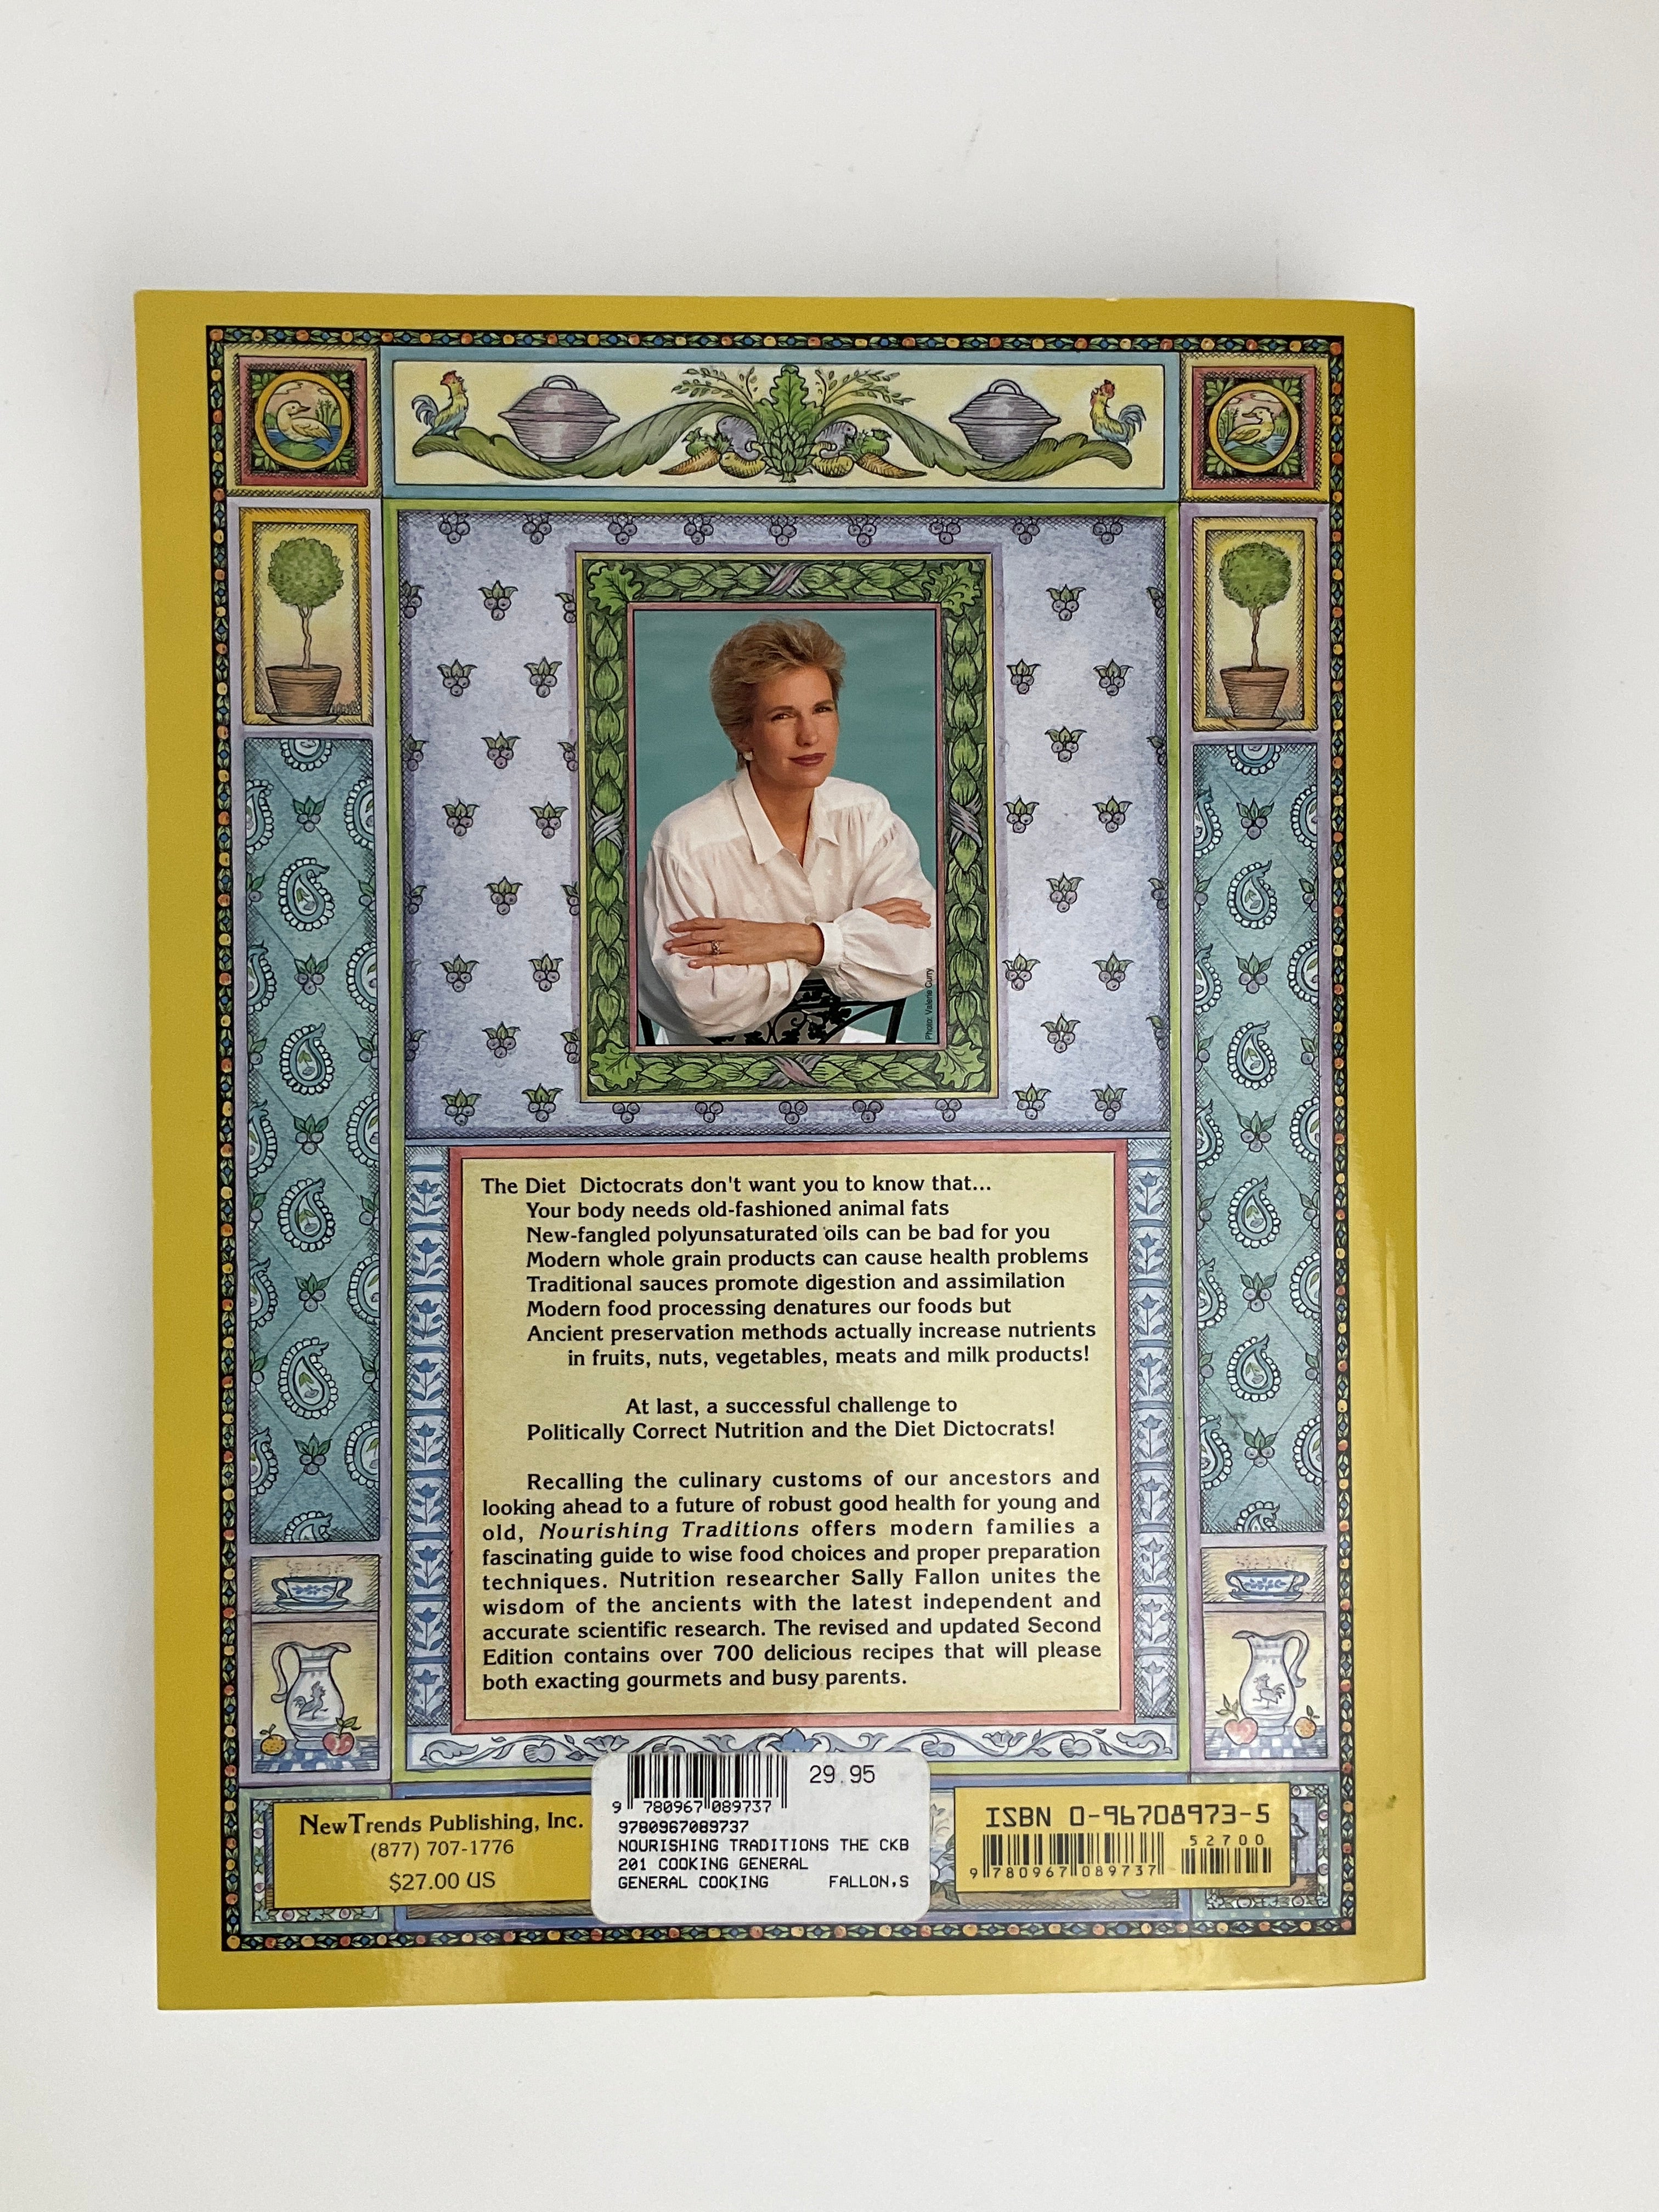 Photo: Valerie Curry
The Diet Dictocrats don't want you to know that...
Your body needs old-fashioned animal fats
New-fangled polyunsaturated oils can be bad for you
Modern whole grain products can cause health problems
Traditional sauces promote digestion and assimilation
Modern food processing denatures our foods but
Ancient preservation methods actually increase nutrients
in fruits, nuts, vegetables, meats and milk products!
At last, a successful challenge to
Politically Correct Nutrition and the Diet Dictocrats!
Recalling the culinary customs of our ancestors and
looking ahead to a future of robust good health for young and
old, Nourishing Traditions offers modern families a
fascinating guide to wise food choices and proper preparation
techniques. Nutrition researcher Sally Fallon unites the
wisdom of the ancients with the latest independent and
accurate scientific research. The revised and updated Second
Edition contains over 700 delicious recipes that will please
both exacting gourmets and busy parents.
NewTrends Publishing, Inc.
(877) 707-1776
$27.00 US
29.95
9 780967 089737
9780967089737
NOURISHING TRADITIONS THE CKB
201 COOKING GENERAL
GENERAL COOKING FALLON,S
ISBN 0-96708973-5
52700
9 780967 089737